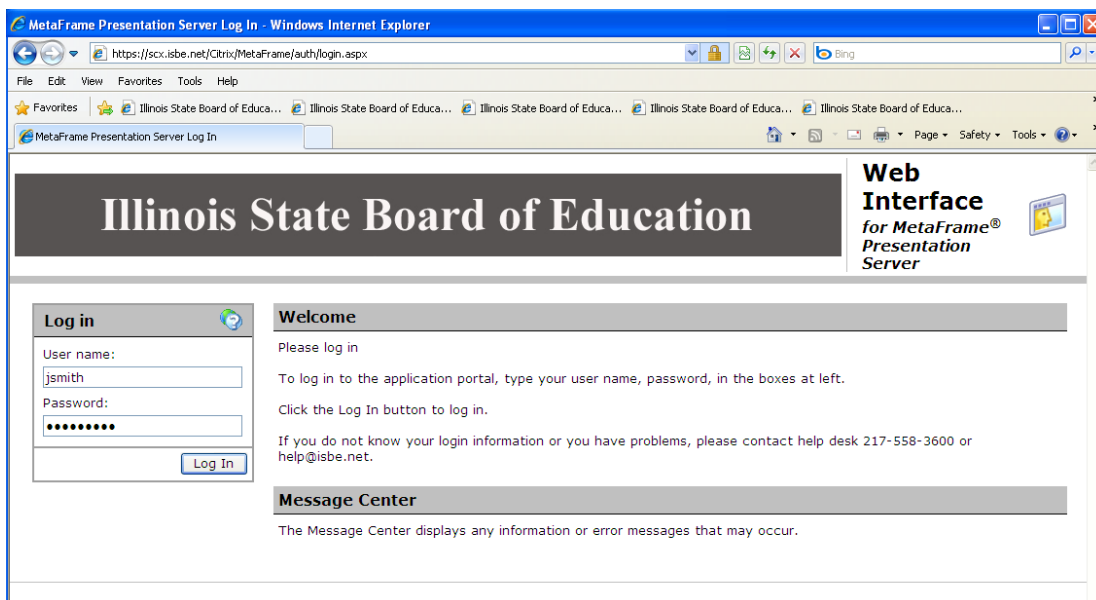 MetaFrame Presentation Server Log In - Windows Internet Explorer
https://scx.isbe.net/Citrix/MetaFrame/auth/login.aspx
Bing
File Edit View Favorites Tools Help
Favorites Illinois State Board of Educa... Illinois State Board of Educa... Illinois State Board of Educa... Illinois State Board of Educa... Illinois State Board of Educa...
MetaFrame Presentation Server Log In
Page Safety Tools
Illinois State Board of Education
Web
Interface
for MetaFrame®
Presentation
Server
Log in
User name:
jsmith
Password:
•••••••••
Log In
Welcome
Please log in
To log in to the application portal, type your user name, password, in the boxes at left.
Click the Log In button to log in.
If you do not know your login information or you have problems, please contact help desk 217-558-3600 or
help@isbe.net.
Message Center
The Message Center displays any information or error messages that may occur.